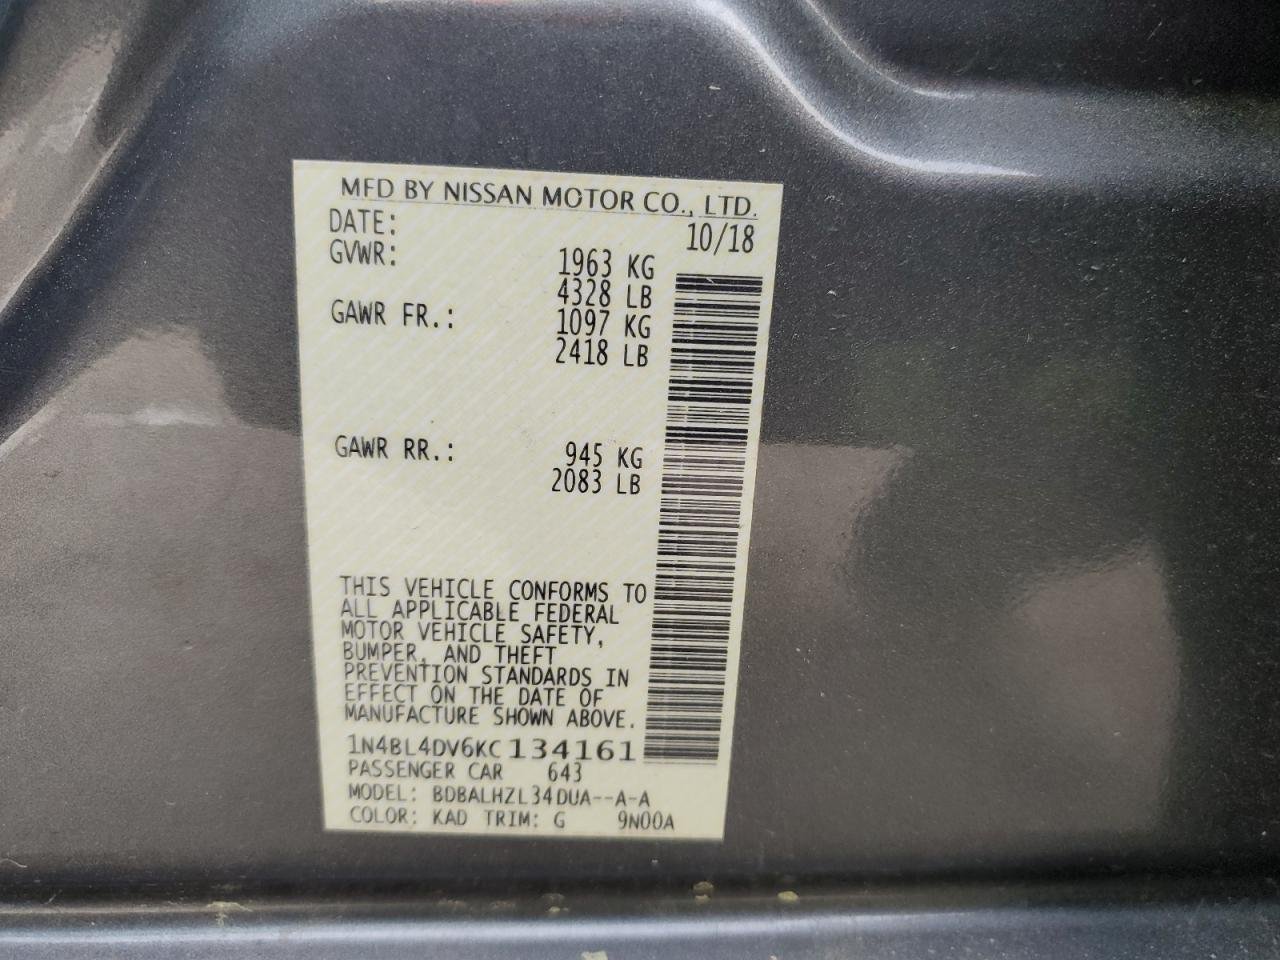 MFD BY NISSAN MOTOR CO., LTD.
DATE: 10/18
GVWR: 1963 KG
4328 LB
GAWR FR.: 1097 KG
2418 LB
GAWR RR.: 945 KG
2083 LB
THIS VEHICLE CONFORMS TO
ALL APPLICABLE FEDERAL
MOTOR VEHICLE SAFETY,
BUMPER, AND THEFT
PREVENTION STANDARDS IN
EFFECT ON THE DATE OF
MANUFACTURE SHOWN ABOVE.
1N4BL4DV6KC134161
PASSENGER CAR 643
MODEL: BDBALHZL34DUA--A-A
COLOR: KAD TRIM: G 9N00A